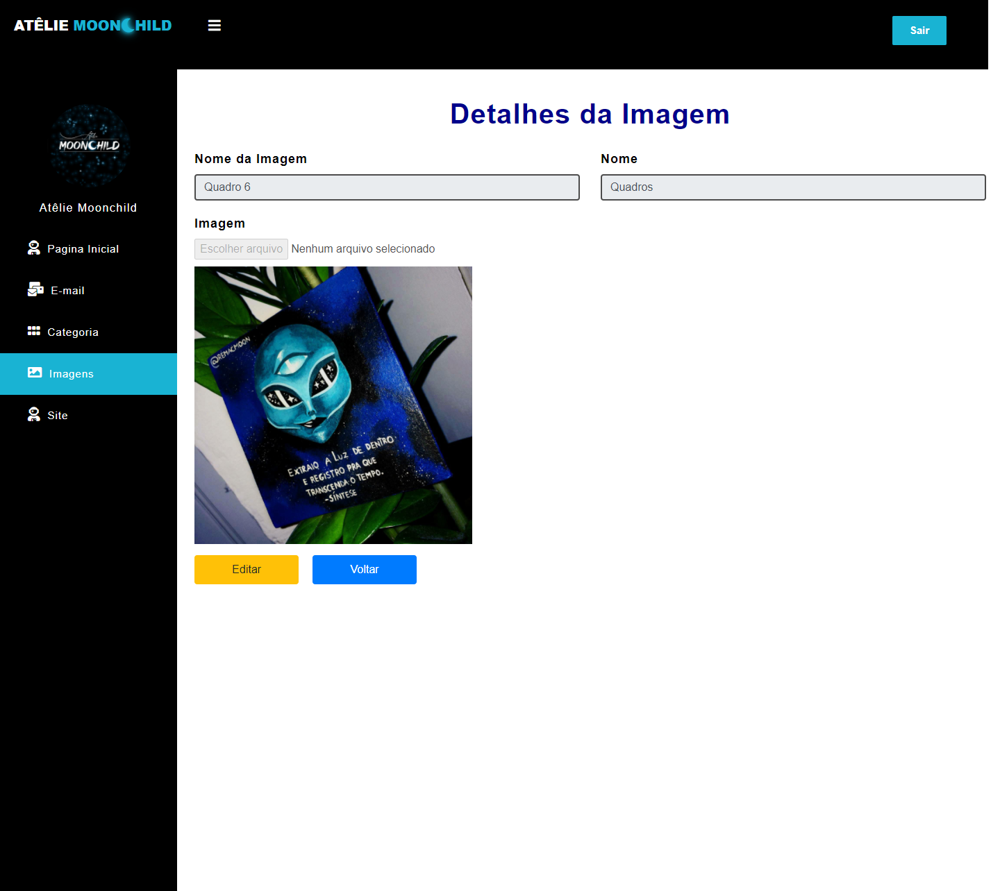 ATÊLIE MOONCHILD
Sair
MOONCHILD
Atêlie Moonchild
Pagina Inicial
E-mail
Categoria
Imagens
Site
Detalhes da Imagem
Nome da Imagem
Nome
Quadro 6
Quadros
Imagem
Escolher arquivo Nenhum arquivo selecionado
@REMACMOON
EXTRAIO A LUZ DE DENTRO
E REGISTRO PRA QUE
TRANSCENDA O TEMPO.
-SÍNTESE
Editar
Voltar